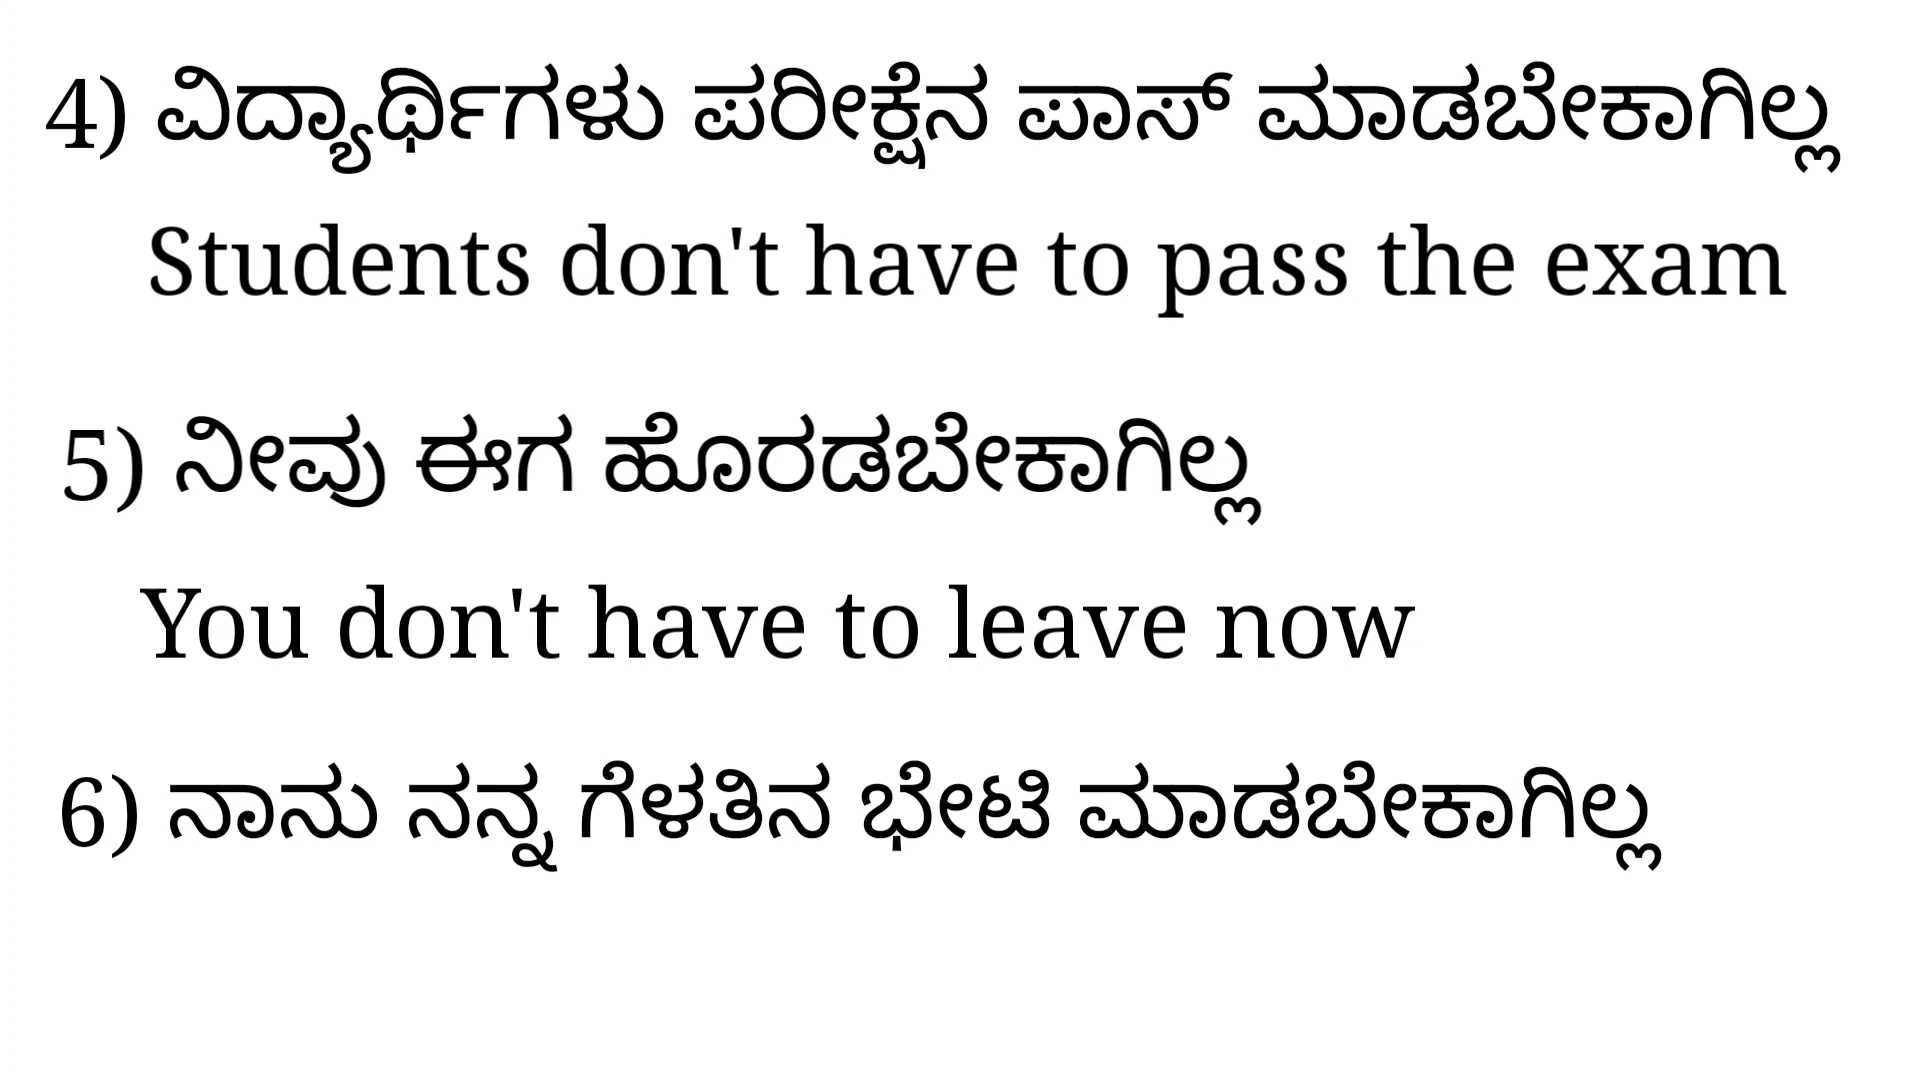 4) ವಿದ್ಯಾರ್ಥಿಗಳು ಪರೀಕ್ಷೆನ ಪಾಸ್ ಮಾಡಬೇಕಾಗಿಲ್ಲ
Students don't have to pass the exam
5) ನೀವು ಈಗ ಹೊರಡಬೇಕಾಗಿಲ್ಲ
You don't have to leave now
6) ನಾನು ನನ್ನ ಗೆಳತಿನ ಭೇಟಿ ಮಾಡಬೇಕಾಗಿಲ್ಲ